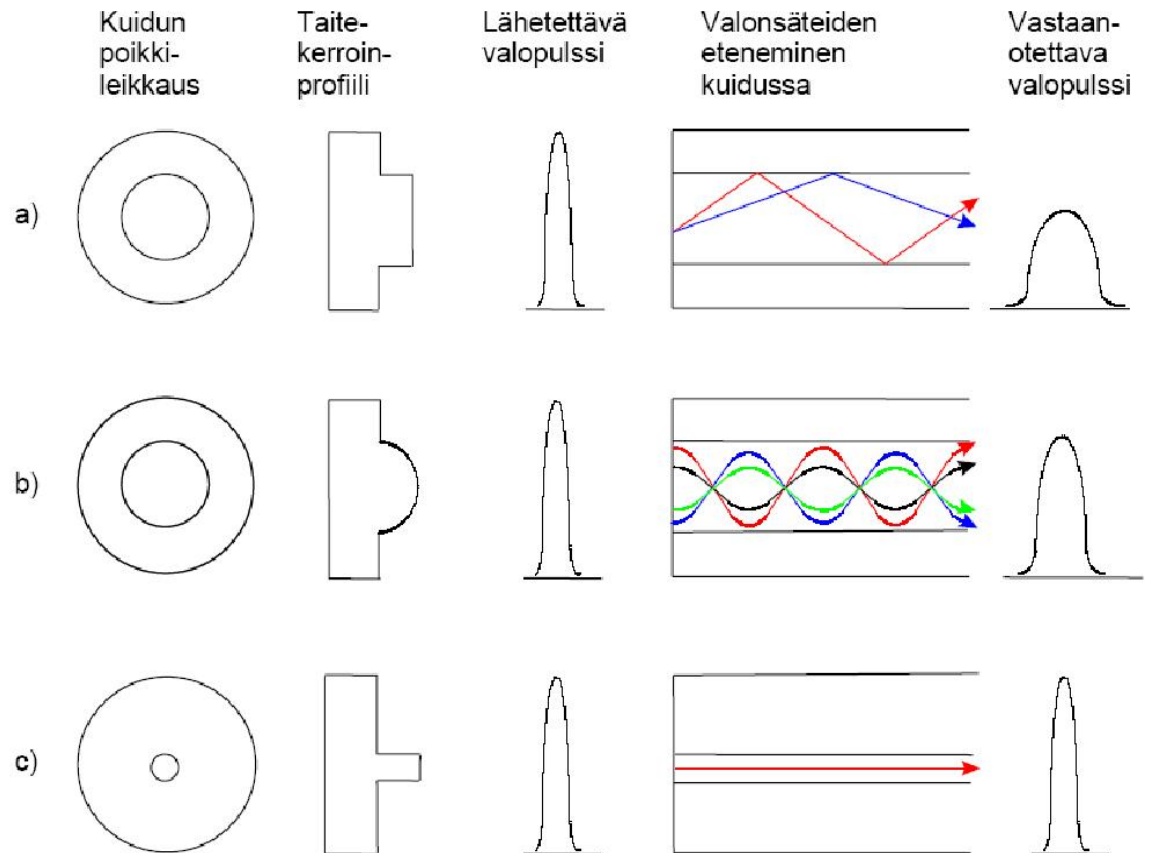 Kuidun
poikki-
leikkaus
Taite-
kerroin-
profiili
Lähetettävä
valopulssi
Valonsäteiden
eteneminen
kuidussa
Vastaan-
otettava
valopulssi
a)
b)
c)